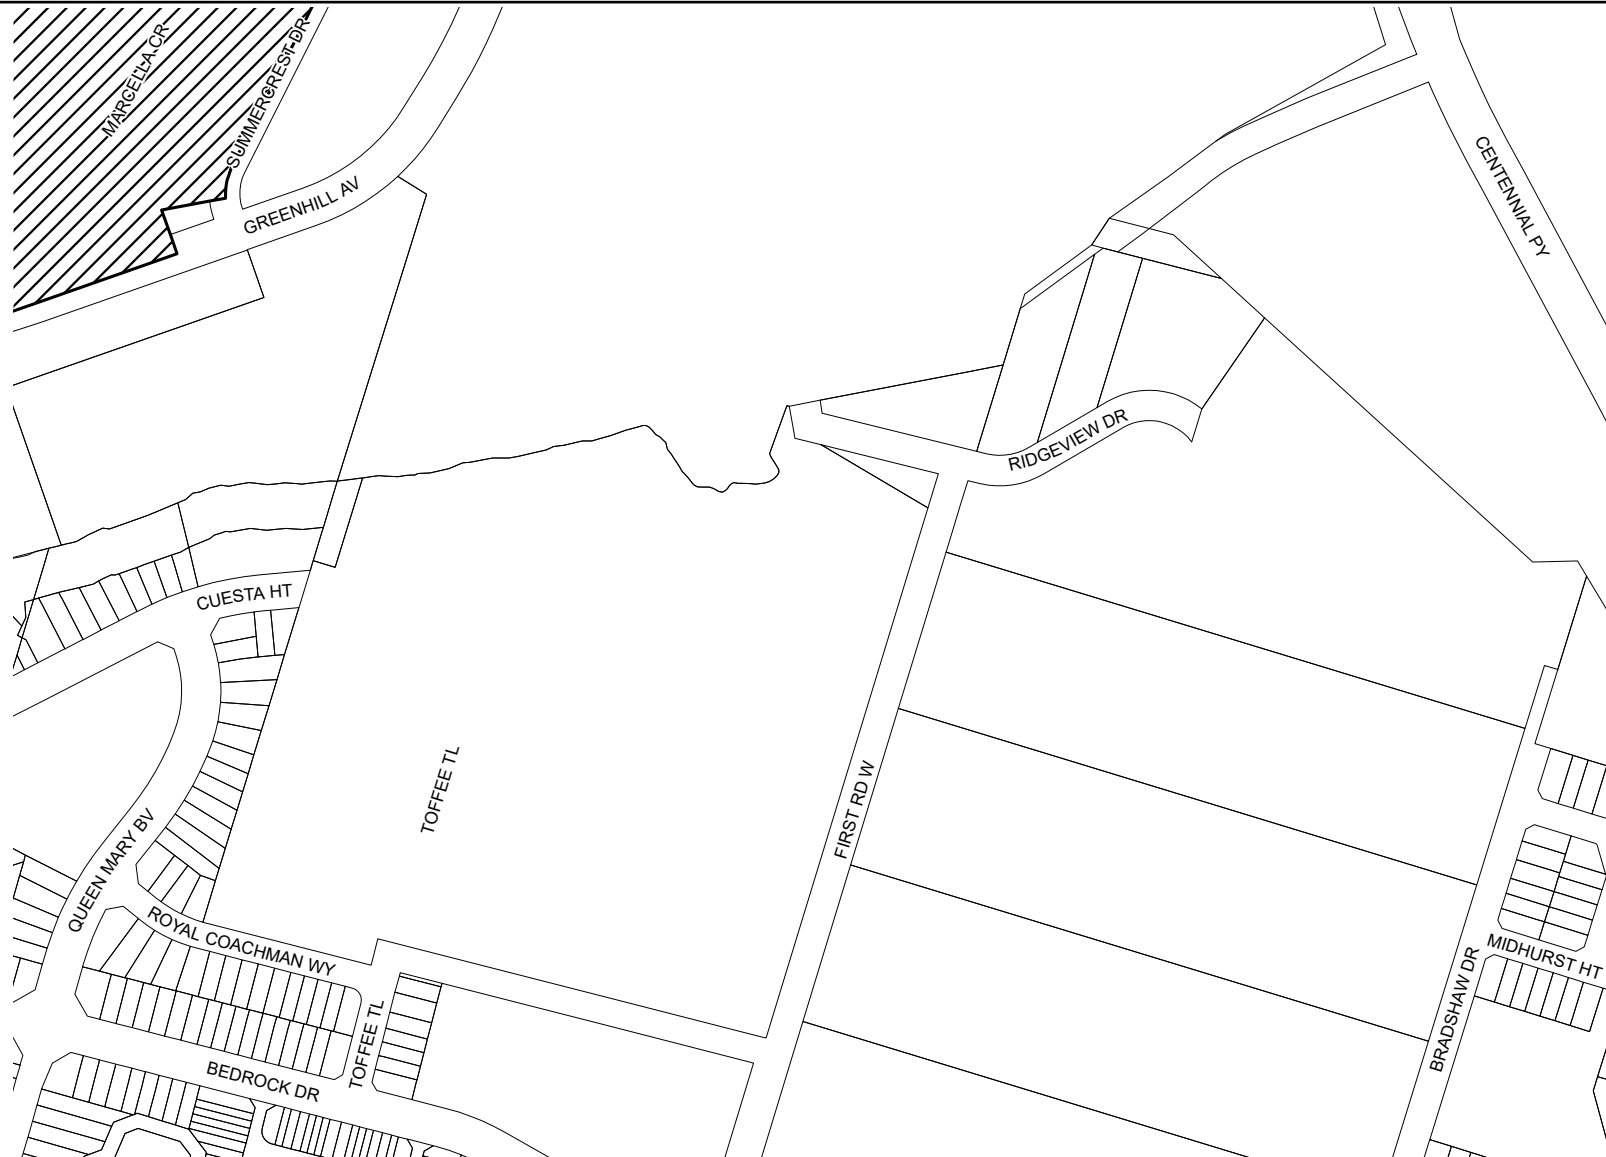 MARCELLA CR
SUMMERCREST DR
GREENHILL AV
CENTENNIAL PY
RIDGEVIEW DR
CUESTA HT
TOFFEE TL
FIRST RD W
QUEEN MARY BV
ROYAL COACHMAN WY
MIDHURST HT
BRADSHAW DR
TOFFEE TL
BEDROCK DR